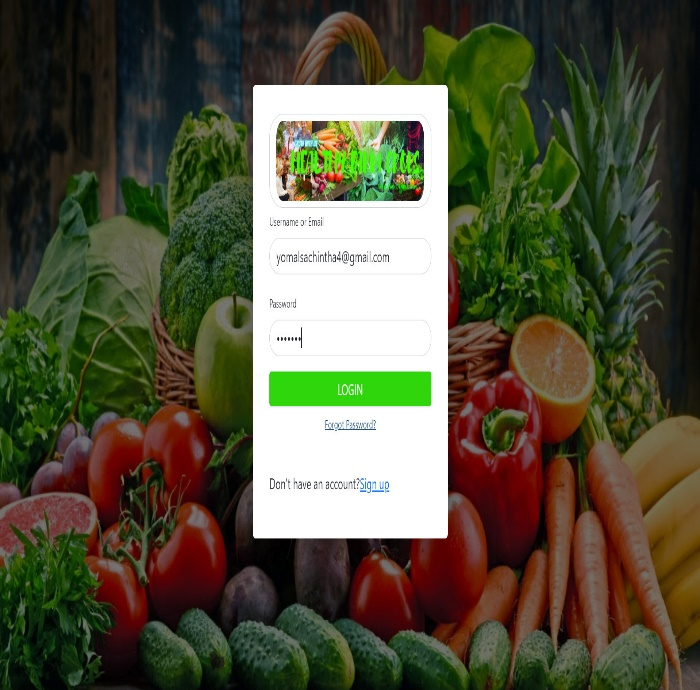 Username or Email
yomalsachintha4@gmail.com
Password
LOGIN
Forgot Password?
Don't have an account?Sign up